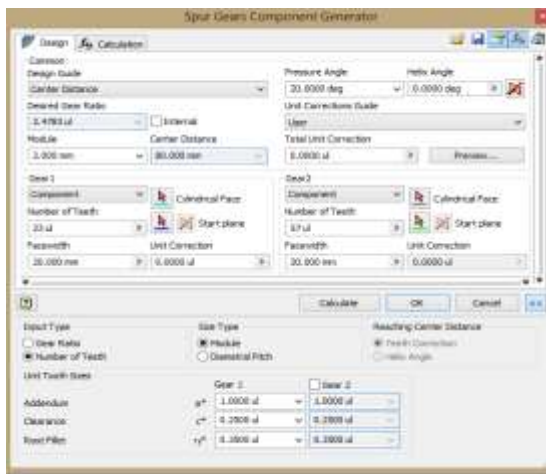 Spur Gears Component Generator
Design Calculation
Common
Design Guide
Center Distance
Pressure Angle Helix Angle
20.0000 deg 0.0000 deg
Desired Gear Ratio
2.4783 ul Internal
Unit Corrections Guide
User
Module Center Distance
2.000 mm 80.000 mm
Total Unit Correction
0.0000 ul Preview...
Gear1 Gear2
Component Cylindrical Face
Component Cylindrical Face
Number of Teeth Start plane
23 ul
Number of Teeth Start plane
57 ul
Facewidth Unit Correction
20.000 mm 0.0000 ul
Facewidth Unit Correction
20.000 mm 0.0000 ul
Calculate OK Cancel <<
Input Type Size Type Reaching Center Distance
Gear Ratio Module Teeth Correction
Number of Teeth Diametral Pitch Helix Angle
Unit Tooth Sizes
Gear 1 Gear 2
Addendum a* 1.0000 ul 1.0000 ul
Clearance c* 0.2500 ul 0.2500 ul
Root Fillet rf* 0.3500 ul 0.3500 ul